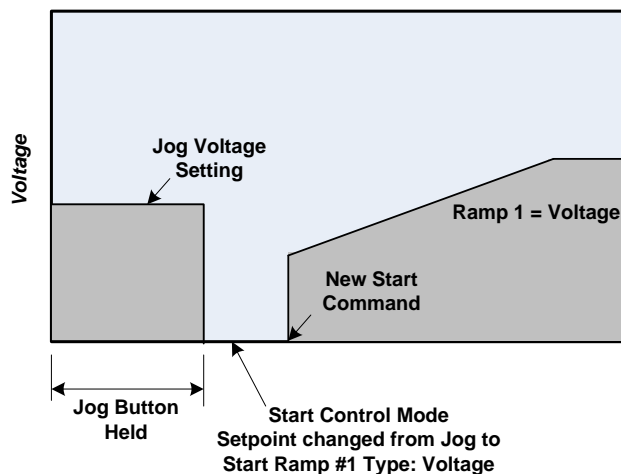 Voltage
Jog Voltage
Setting
Ramp 1 = Voltage
New Start
Command
Jog Button
Held
Start Control Mode
Setpoint changed from Jog to
Start Ramp #1 Type: Voltage